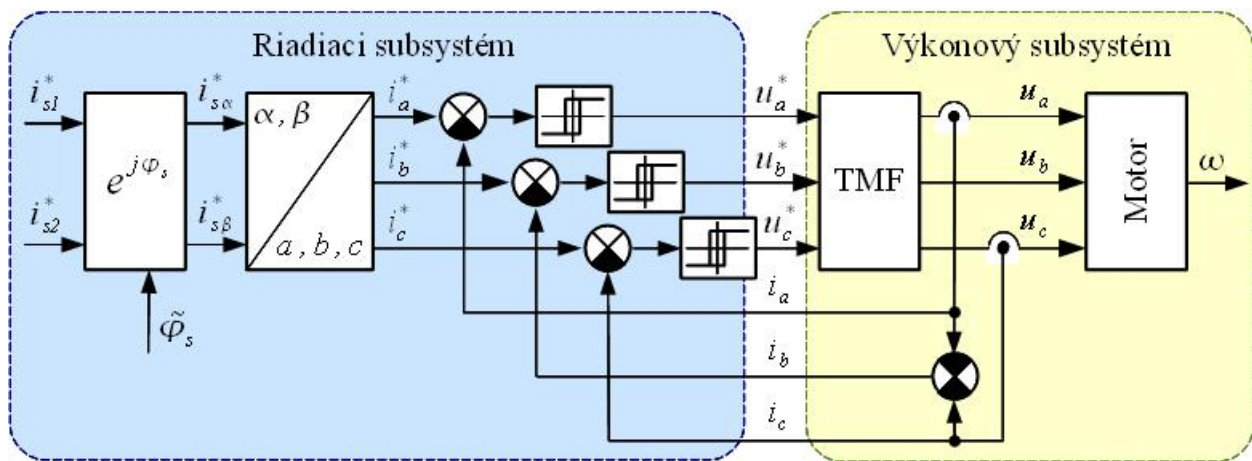 Riadiaci subsystém
Výkonový subsystém
i*s1
i*sα
i*a
u*a
ua
α, β
e^jφs
i*b
u*b
TMF
ub
Motor
ω
i*s2
i*sβ
i*c
u*c
uc
a, b, c
ia
φ̃s
ib
ic